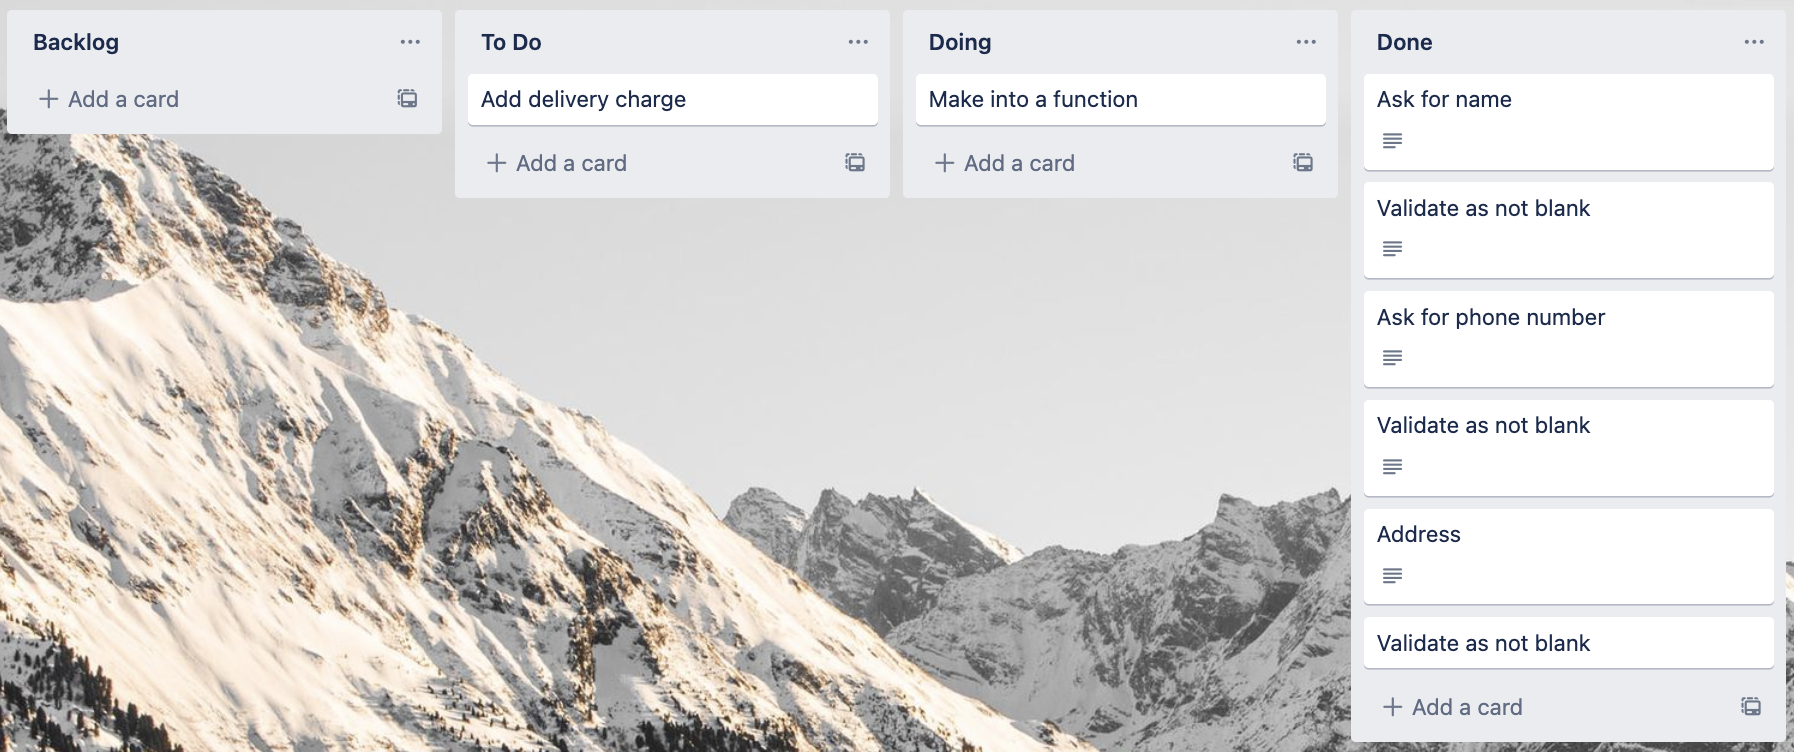 Backlog
Add a card
To Do
Add delivery charge
Add a card
Doing
Make into a function
Add a card
Done
Ask for name
Validate as not blank
Ask for phone number
Validate as not blank
Address
Validate as not blank
Add a card